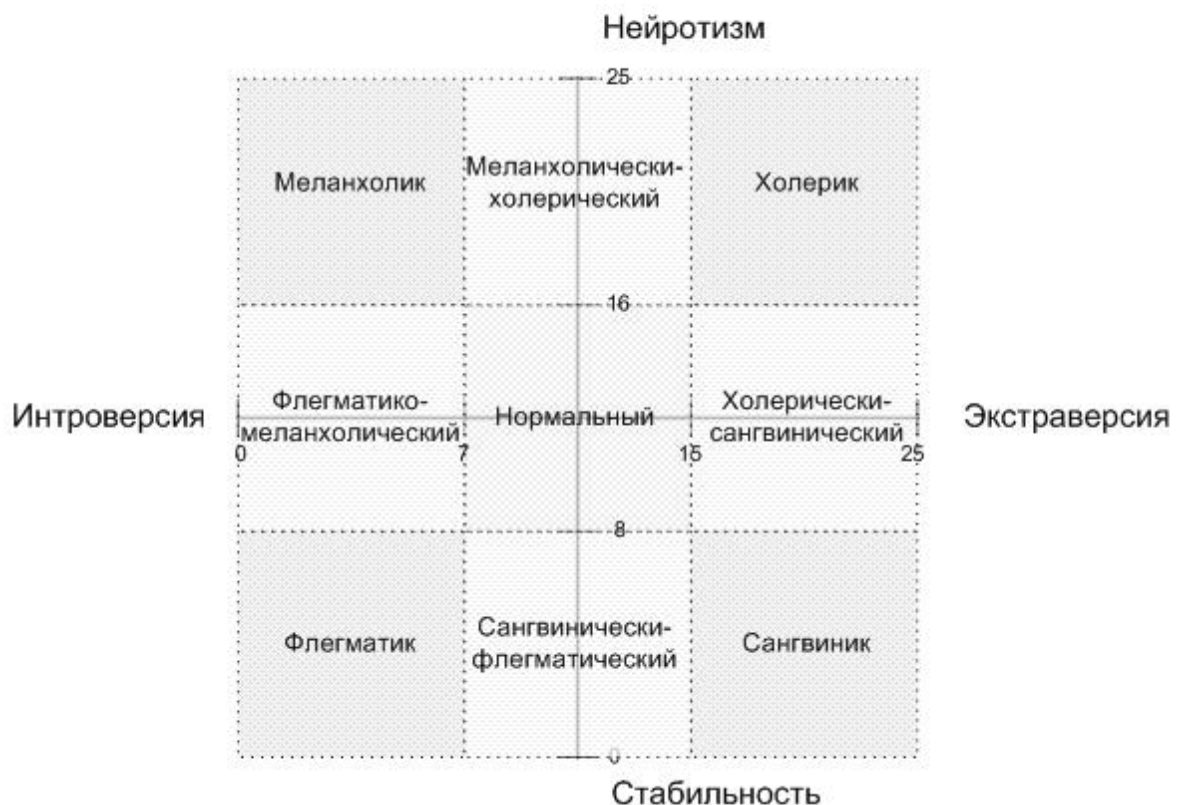 Нейротизм
25
Меланхолик
Меланхолически-
холерический
Холерик
16
Интроверсия
Флегматико-
меланхолический
Нормальный
Холерически-
сангвинический
Экстраверсия
0
7
15
25
8
Флегматик
Сангвинически-
флегматический
Сангвиник
0
Стабильность